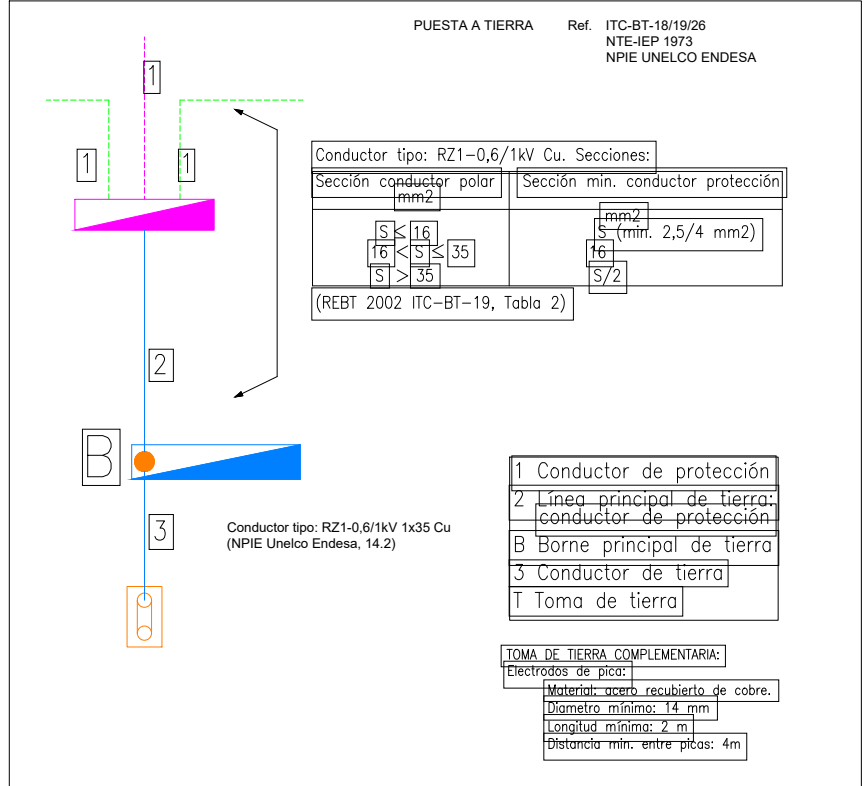 PUESTA A TIERRA Ref. ITC-BT-18/19/26
NTE-IEP 1973
NPIE UNELCO ENDESA
1
1
1
Conductor tipo: RZ1-0,6/1kV Cu. Secciones:
Sección conductor polar mm2
Sección min. conductor protección mm2
S ≤ 16
S (min. 2,5/4 mm2)
16 < S ≤ 35
16
S > 35
S/2
(REBT 2002 ITC-BT-19, Tabla 2)
2
B
3
Conductor tipo: RZ1-0,6/1kV 1x35 Cu
(NPIE Unelco Endesa, 14.2)
1 Conductor de protección
2 Línea principal de tierra:
conductor de protección
B Borne principal de tierra
3 Conductor de tierra
T Toma de tierra
TOMA DE TIERRA COMPLEMENTARIA:
Electrodos de pica:
Material: acero recubierto de cobre.
Diametro mínimo: 14 mm
Longitud mínima: 2 m
Distancia min. entre picas: 4m